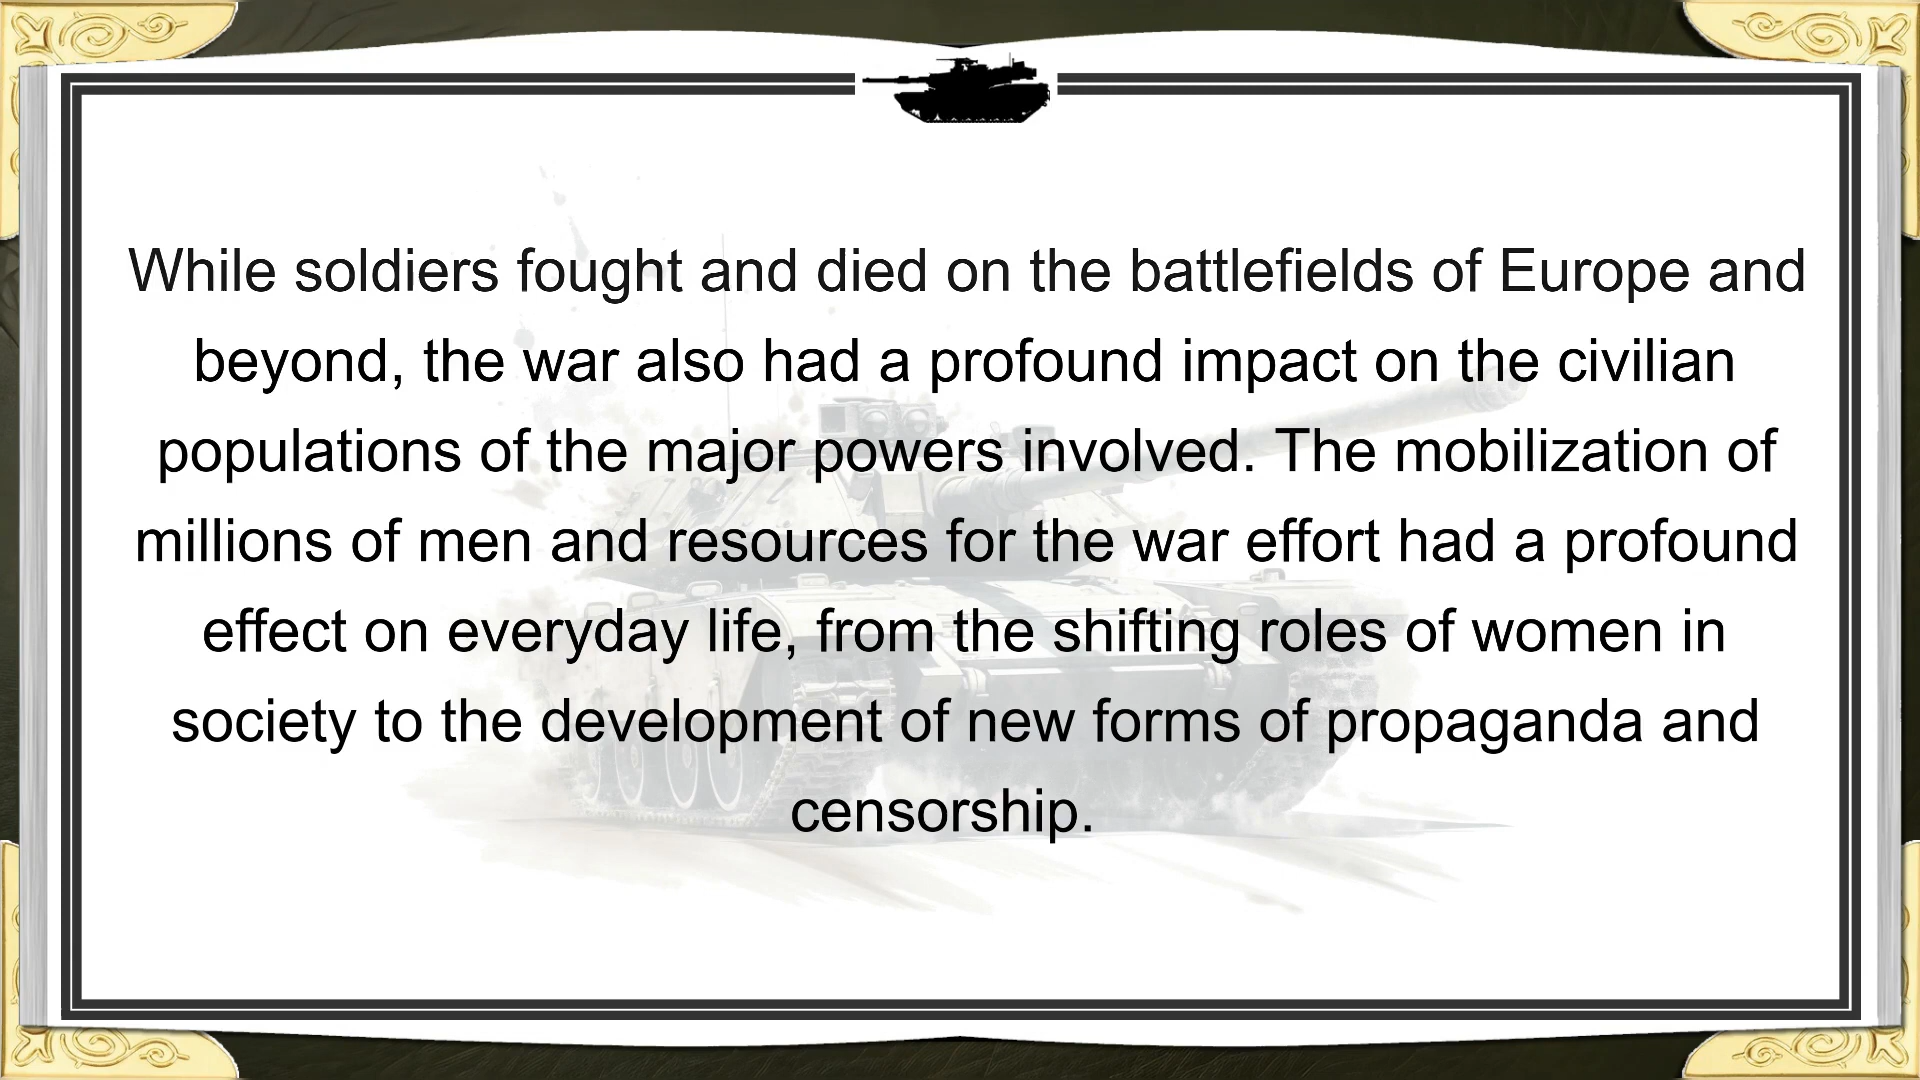 While soldiers fought and died on the battlefields of Europe and
beyond, the war also had a profound impact on the civilian
populations of the major powers involved. The mobilization of
millions of men and resources for the war effort had a profound
effect on everyday life, from the shifting roles of women in
society to the development of new forms of propaganda and
censorship.